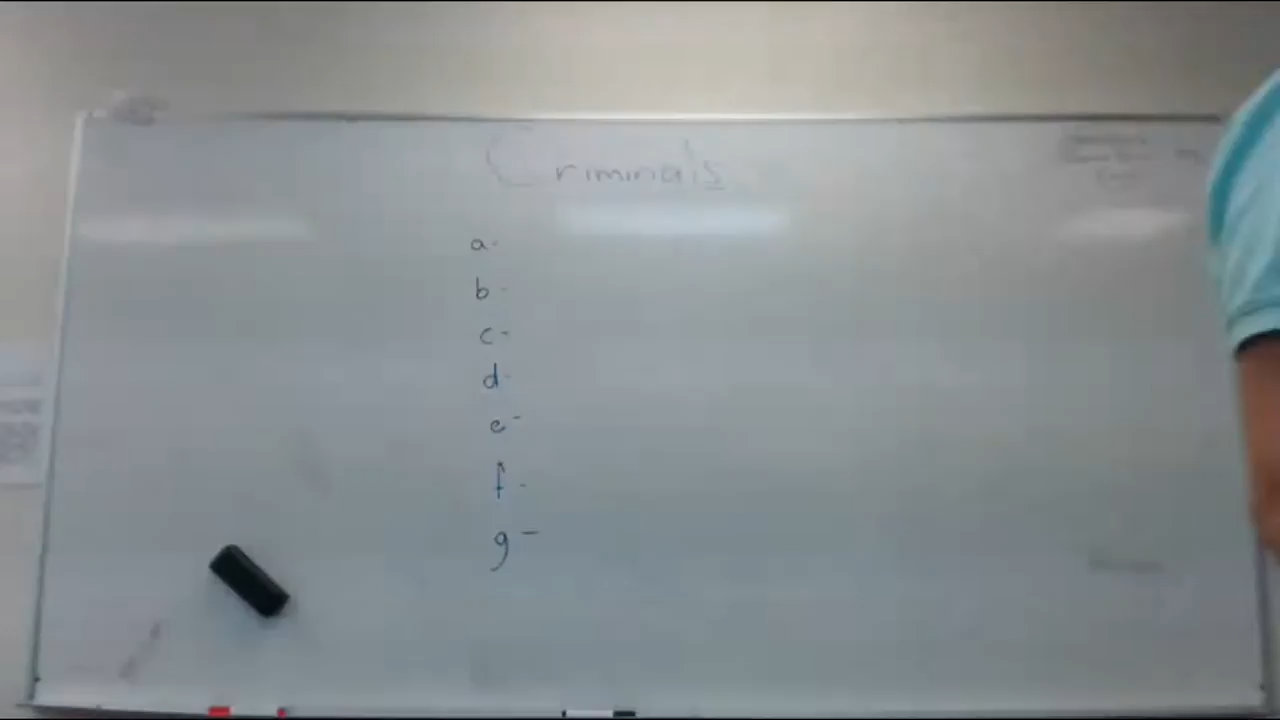 Criminals
a-
b-
c-
d-
e-
f-
g-